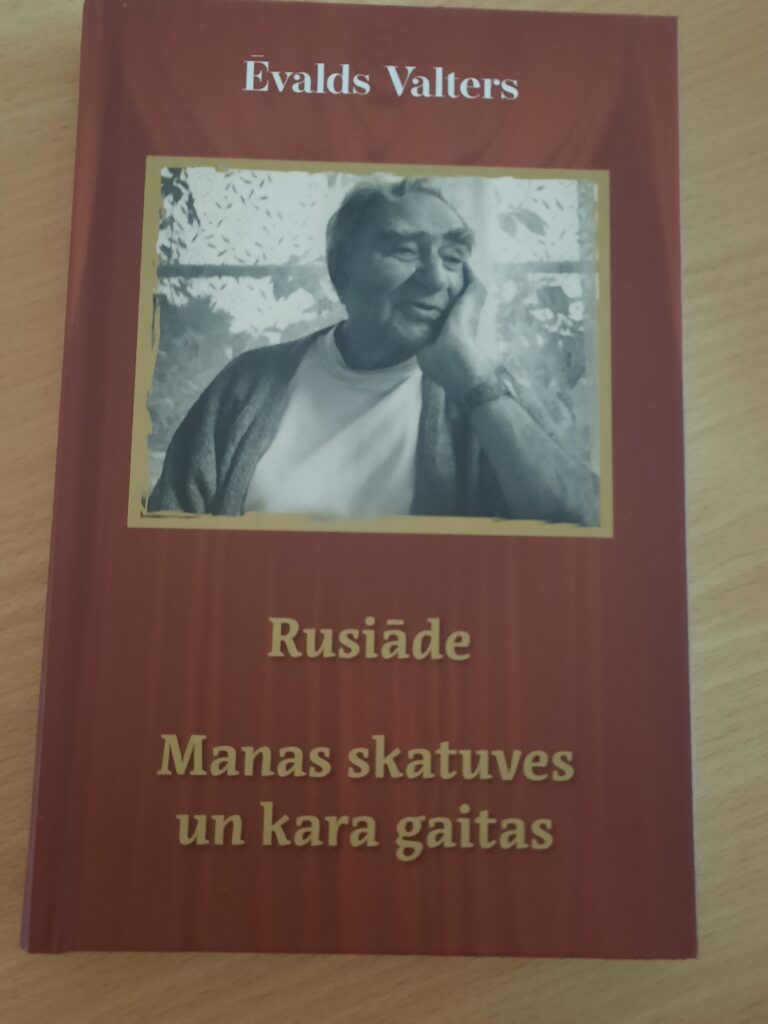 Ēvalds Valters
Rusiāde
Manas skatuves
un kara gaitas